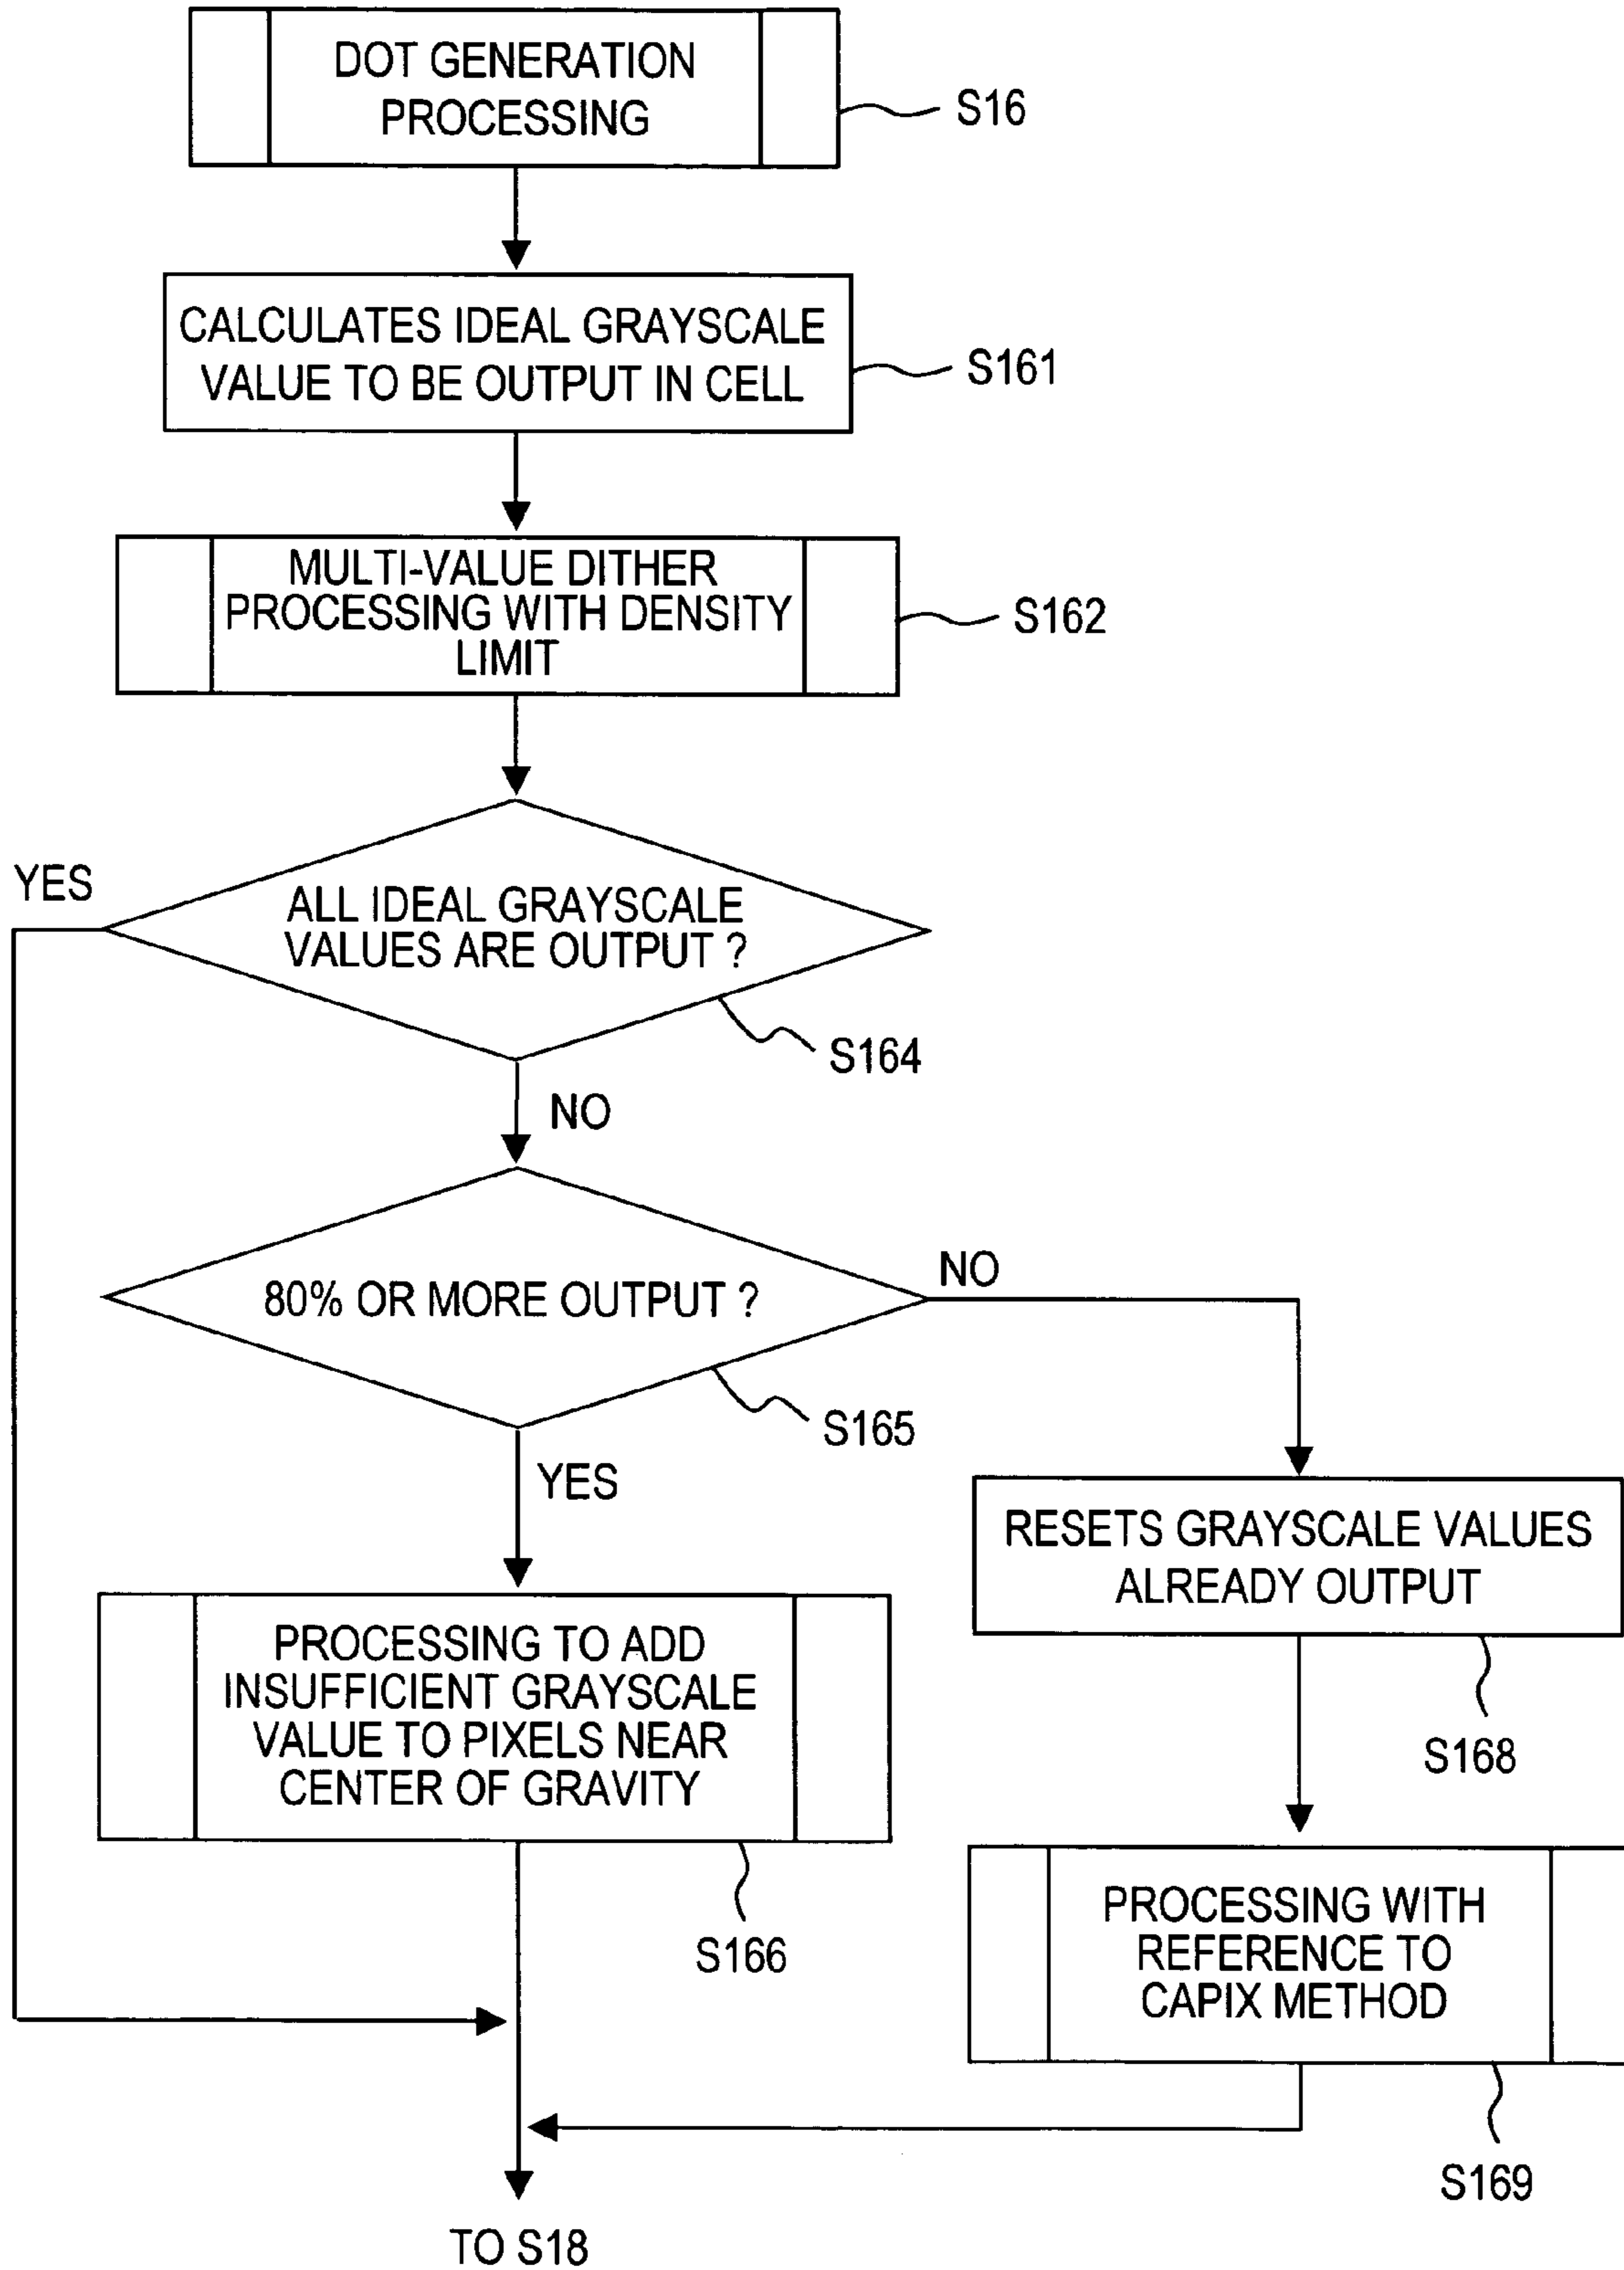 DOT GENERATION
PROCESSING
S16
CALCULATES IDEAL GRAYSCALE
VALUE TO BE OUTPUT IN CELL
S161
MULTI-VALUE DITHER
PROCESSING WITH DENSITY
LIMIT
S162
YES
ALL IDEAL GRAYSCALE
VALUES ARE OUTPUT ?
S164
NO
80% OR MORE OUTPUT ?
NO
S165
YES
RESETS GRAYSCALE VALUES
ALREADY OUTPUT
S168
PROCESSING TO ADD
INSUFFICIENT GRAYSCALE
VALUE TO PIXELS NEAR
CENTER OF GRAVITY
S166
PROCESSING WITH
REFERENCE TO
CAPIX METHOD
S169
TO S18